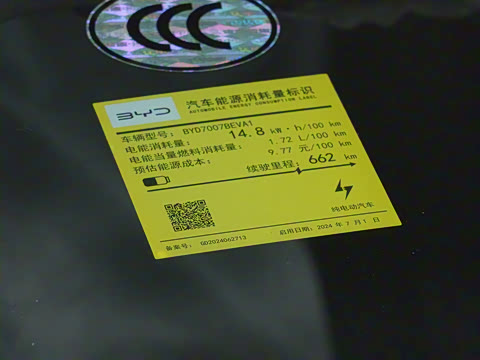 CCC
BYD
汽车能源消耗量标识
AUTOMOBILE ENERGY CONSUMPTION LABEL
车辆型号: BYD7007BEVA1
电能消耗量: 14.8 kW·h/100 km
电能当量燃料消耗量: 1.72 L/100 km
预估能源成本: 9.77 元/100 km
续驶里程: 662 km
纯电动汽车
备案号: GD2024062713
启用日期: 2024 年 7 月 1 日